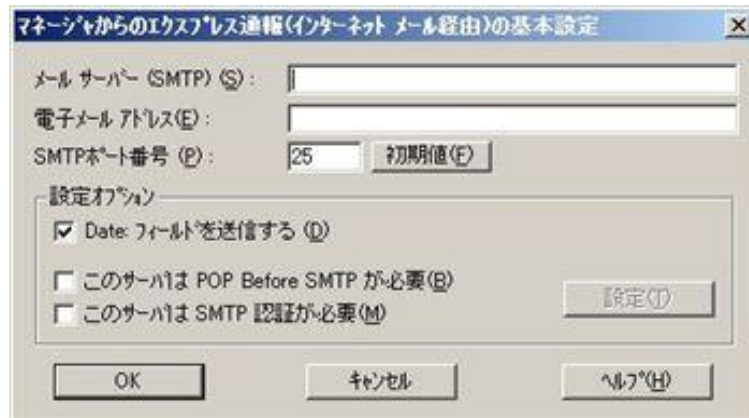 マネージャからのエクスプレス通報(インターネット メール経由)の基本設定
メール サーバー (SMTP) (S) :
電子メール アドレス(E) :
SMTPポート番号 (P) : 25 初期値(F)
設定オプション
Date: フィールドを送信する (D)
このサーバは POP Before SMTP が必要(B)
このサーバは SMTP 認証が必要(M)
設定(T)
OK キャンセル ヘルプ(H)